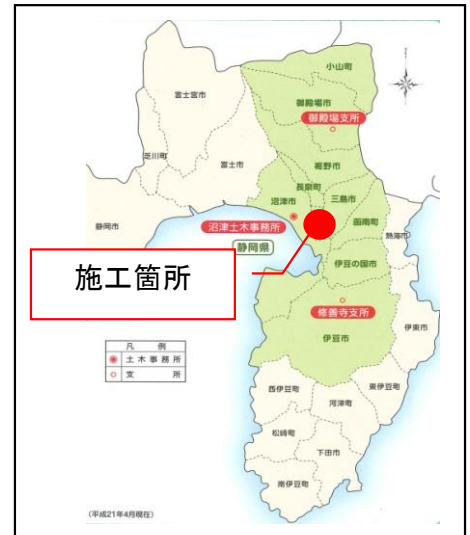 小山町
富士宮市
御殿場市
御殿場支所
芝川町
裾野市
富士市
長泉町
三島市
沼津市
静岡市
沼津土木事務所
函南町
熱海市
静岡県
施工箇所
伊豆の国市
修善寺支所
伊東市
伊豆市
凡 例
土木事務所
支 所
西伊豆町
東伊豆町
河津町
松崎町
下田市
南伊豆町
(平成21年4月現在)